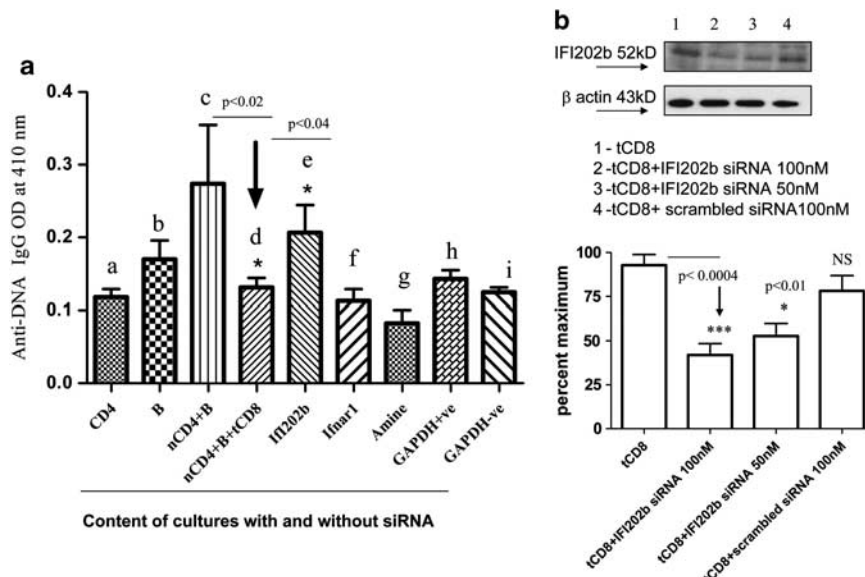 a
Anti-DNA IgG OD at 410 nm
0.4
0.3
0.2
0.1
0.0
a
b
c
p<0.02
d
*
p<0.04
e
*
f
g
h
i
CD4
B
nCD4+B
nCD4+B+tCD8
Ifi202b
Ifnar1
Amine
GAPDH+ve
GAPDH-ve
Content of cultures with and without siRNA
b
1 2 3 4
IFI202b 52kD
β actin 43kD
1 - tCD8
2 -tCD8+IFI202b siRNA 100nM
3 -tCD8+IFI202b siRNA 50nM
4 -tCD8+ scrambled siRNA100nM
percent maximum
100
75
50
25
0
p< 0.0004
***
p<0.01
*
NS
tCD8
tCD8+IFI202b siRNA 100nM
tCD8+IFI202b siRNA 50nM
tCD8+scrambled siRNA 100nM